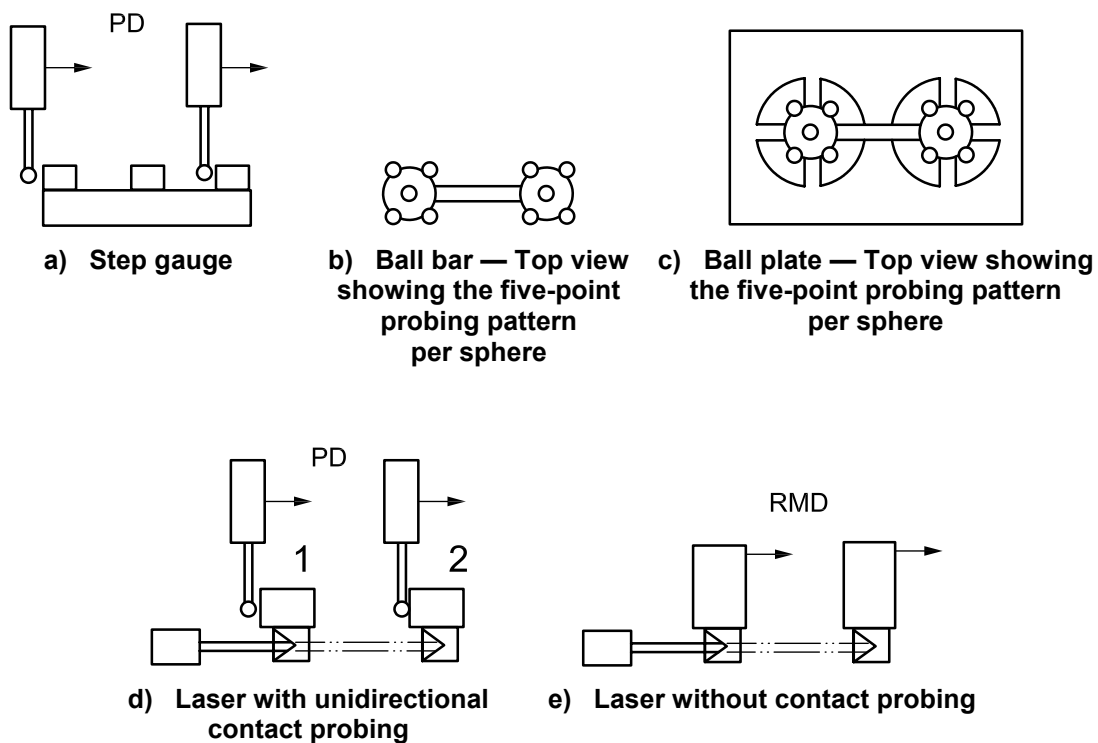 PD
a) Step gauge
b) Ball bar — Top view
showing the five-point
probing pattern
per sphere
c) Ball plate — Top view showing
the five-point probing pattern
per sphere
PD
1
2
d) Laser with unidirectional
contact probing
RMD
e) Laser without contact probing